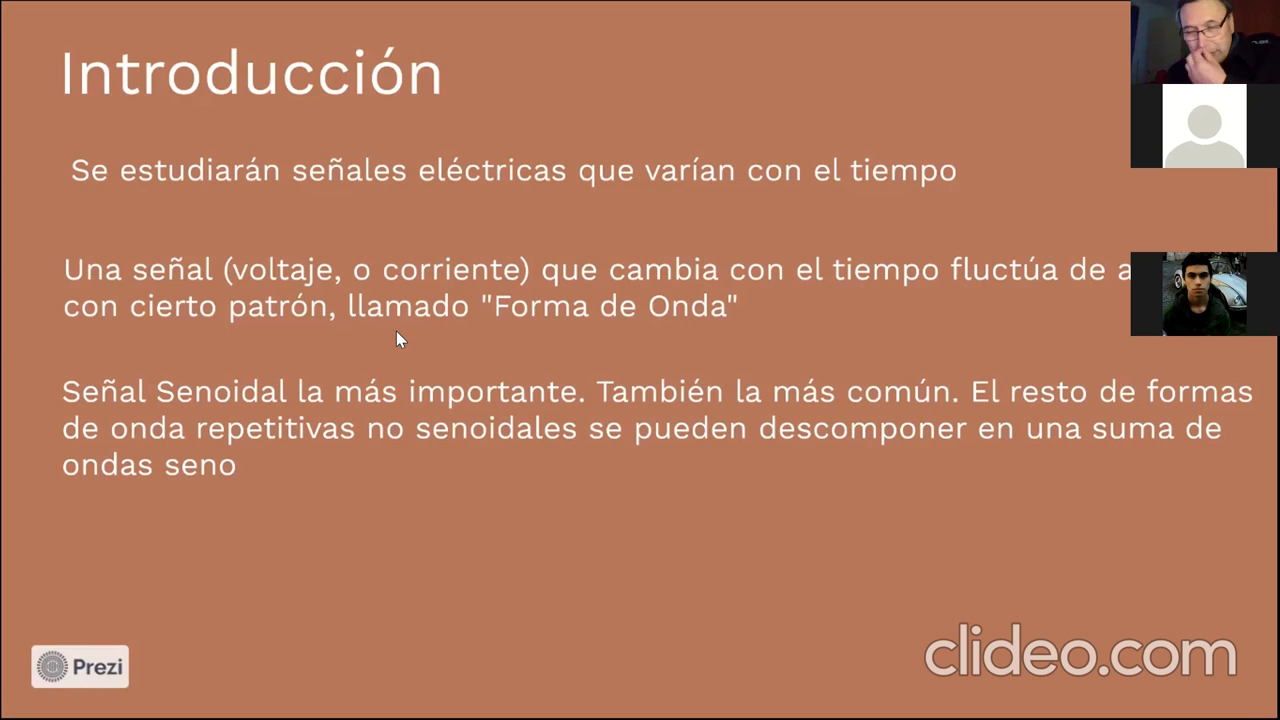 Introducción
Se estudiarán señales eléctricas que varían con el tiempo
Una señal (voltaje, o corriente) que cambia con el tiempo fluctúa de
con cierto patrón, llamado "Forma de Onda"
Señal Senoidal la más importante. También la más común. El resto de formas
de onda repetitivas no senoidales se pueden descomponer en una suma de
ondas seno
Prezi
clideo.com